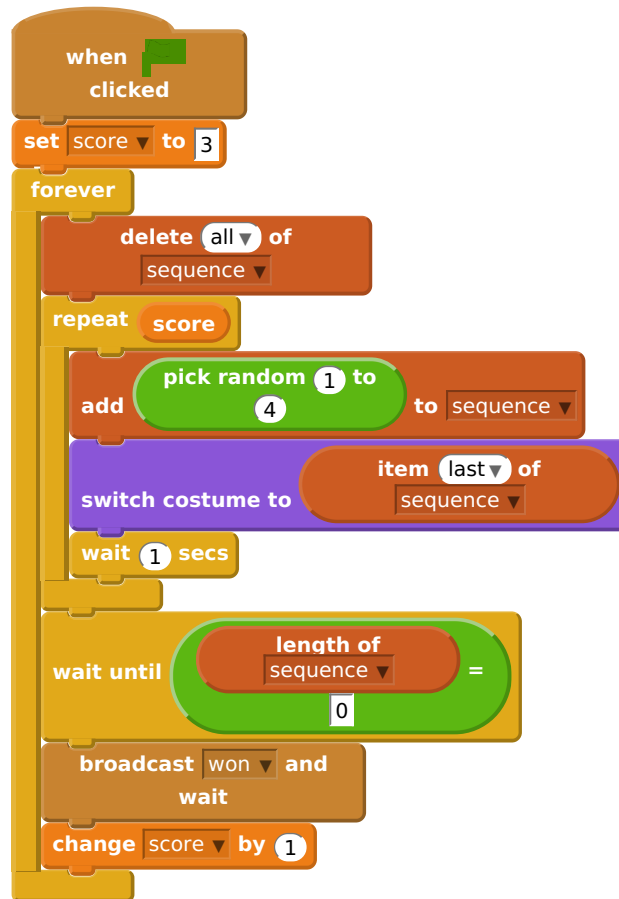 when
clicked
set score ▼ to 3
forever
delete all ▼ of
sequence ▼
repeat score
pick random 1 to
4
add to sequence ▼
item last ▼ of
sequence ▼
switch costume to
wait 1 secs
length of
sequence ▼
wait until =
0
broadcast won ▼ and
wait
change score ▼ by 1